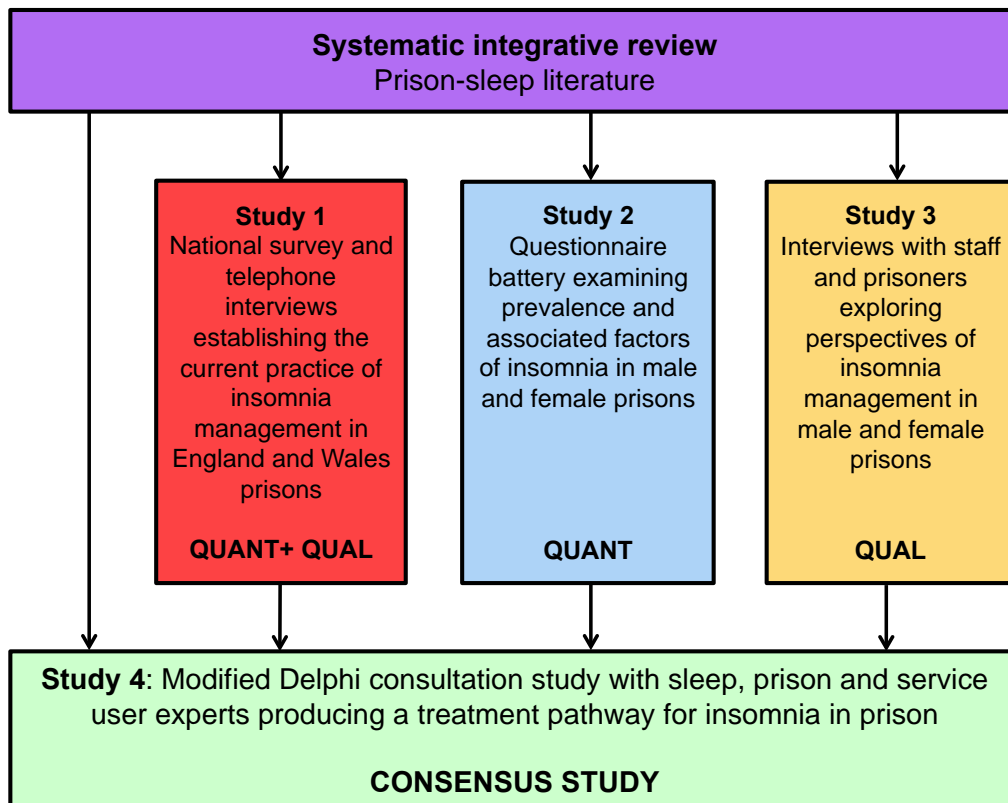 Systematic integrative review
Prison-sleep literature
Study 1
National survey and
telephone
interviews
establishing the
current practice of
insomnia
management in
England and Wales
prisons
QUANT+ QUAL
Study 2
Questionnaire
battery examining
prevalence and
associated factors
of insomnia in male
and female prisons
QUANT
Study 3
Interviews with staff
and prisoners
exploring
perspectives of
insomnia
management in
male and female
prisons
QUAL
Study 4: Modified Delphi consultation study with sleep, prison and service
user experts producing a treatment pathway for insomnia in prison
CONSENSUS STUDY